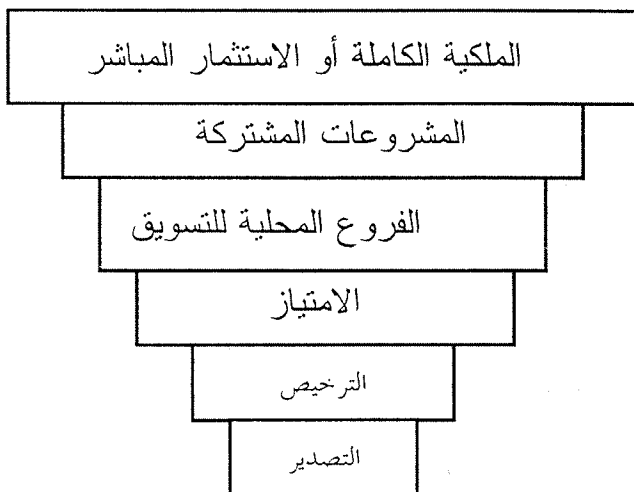 الملكية الكاملة أو الاستثمار المباشر
المشروعات المشتركة
الفروع المحلية للتسويق
الامتياز
الترخيص
التصدير